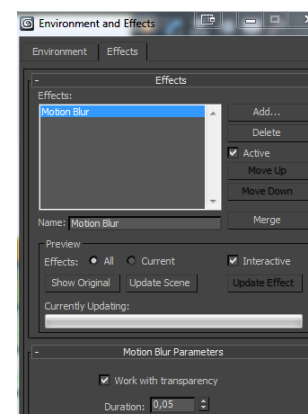 Environment and Effects
Environment Effects
- Effects
Effects:
Motion Blur
Add...
Delete
Active
Move Up
Move Down
Name: Motion Blur
Merge
Preview
Effects: All Current
Interactive
Show Original Update Scene Update Effect
Currently Updating:
- Motion Blur Parameters
Work with transparency
Duration: 0,05